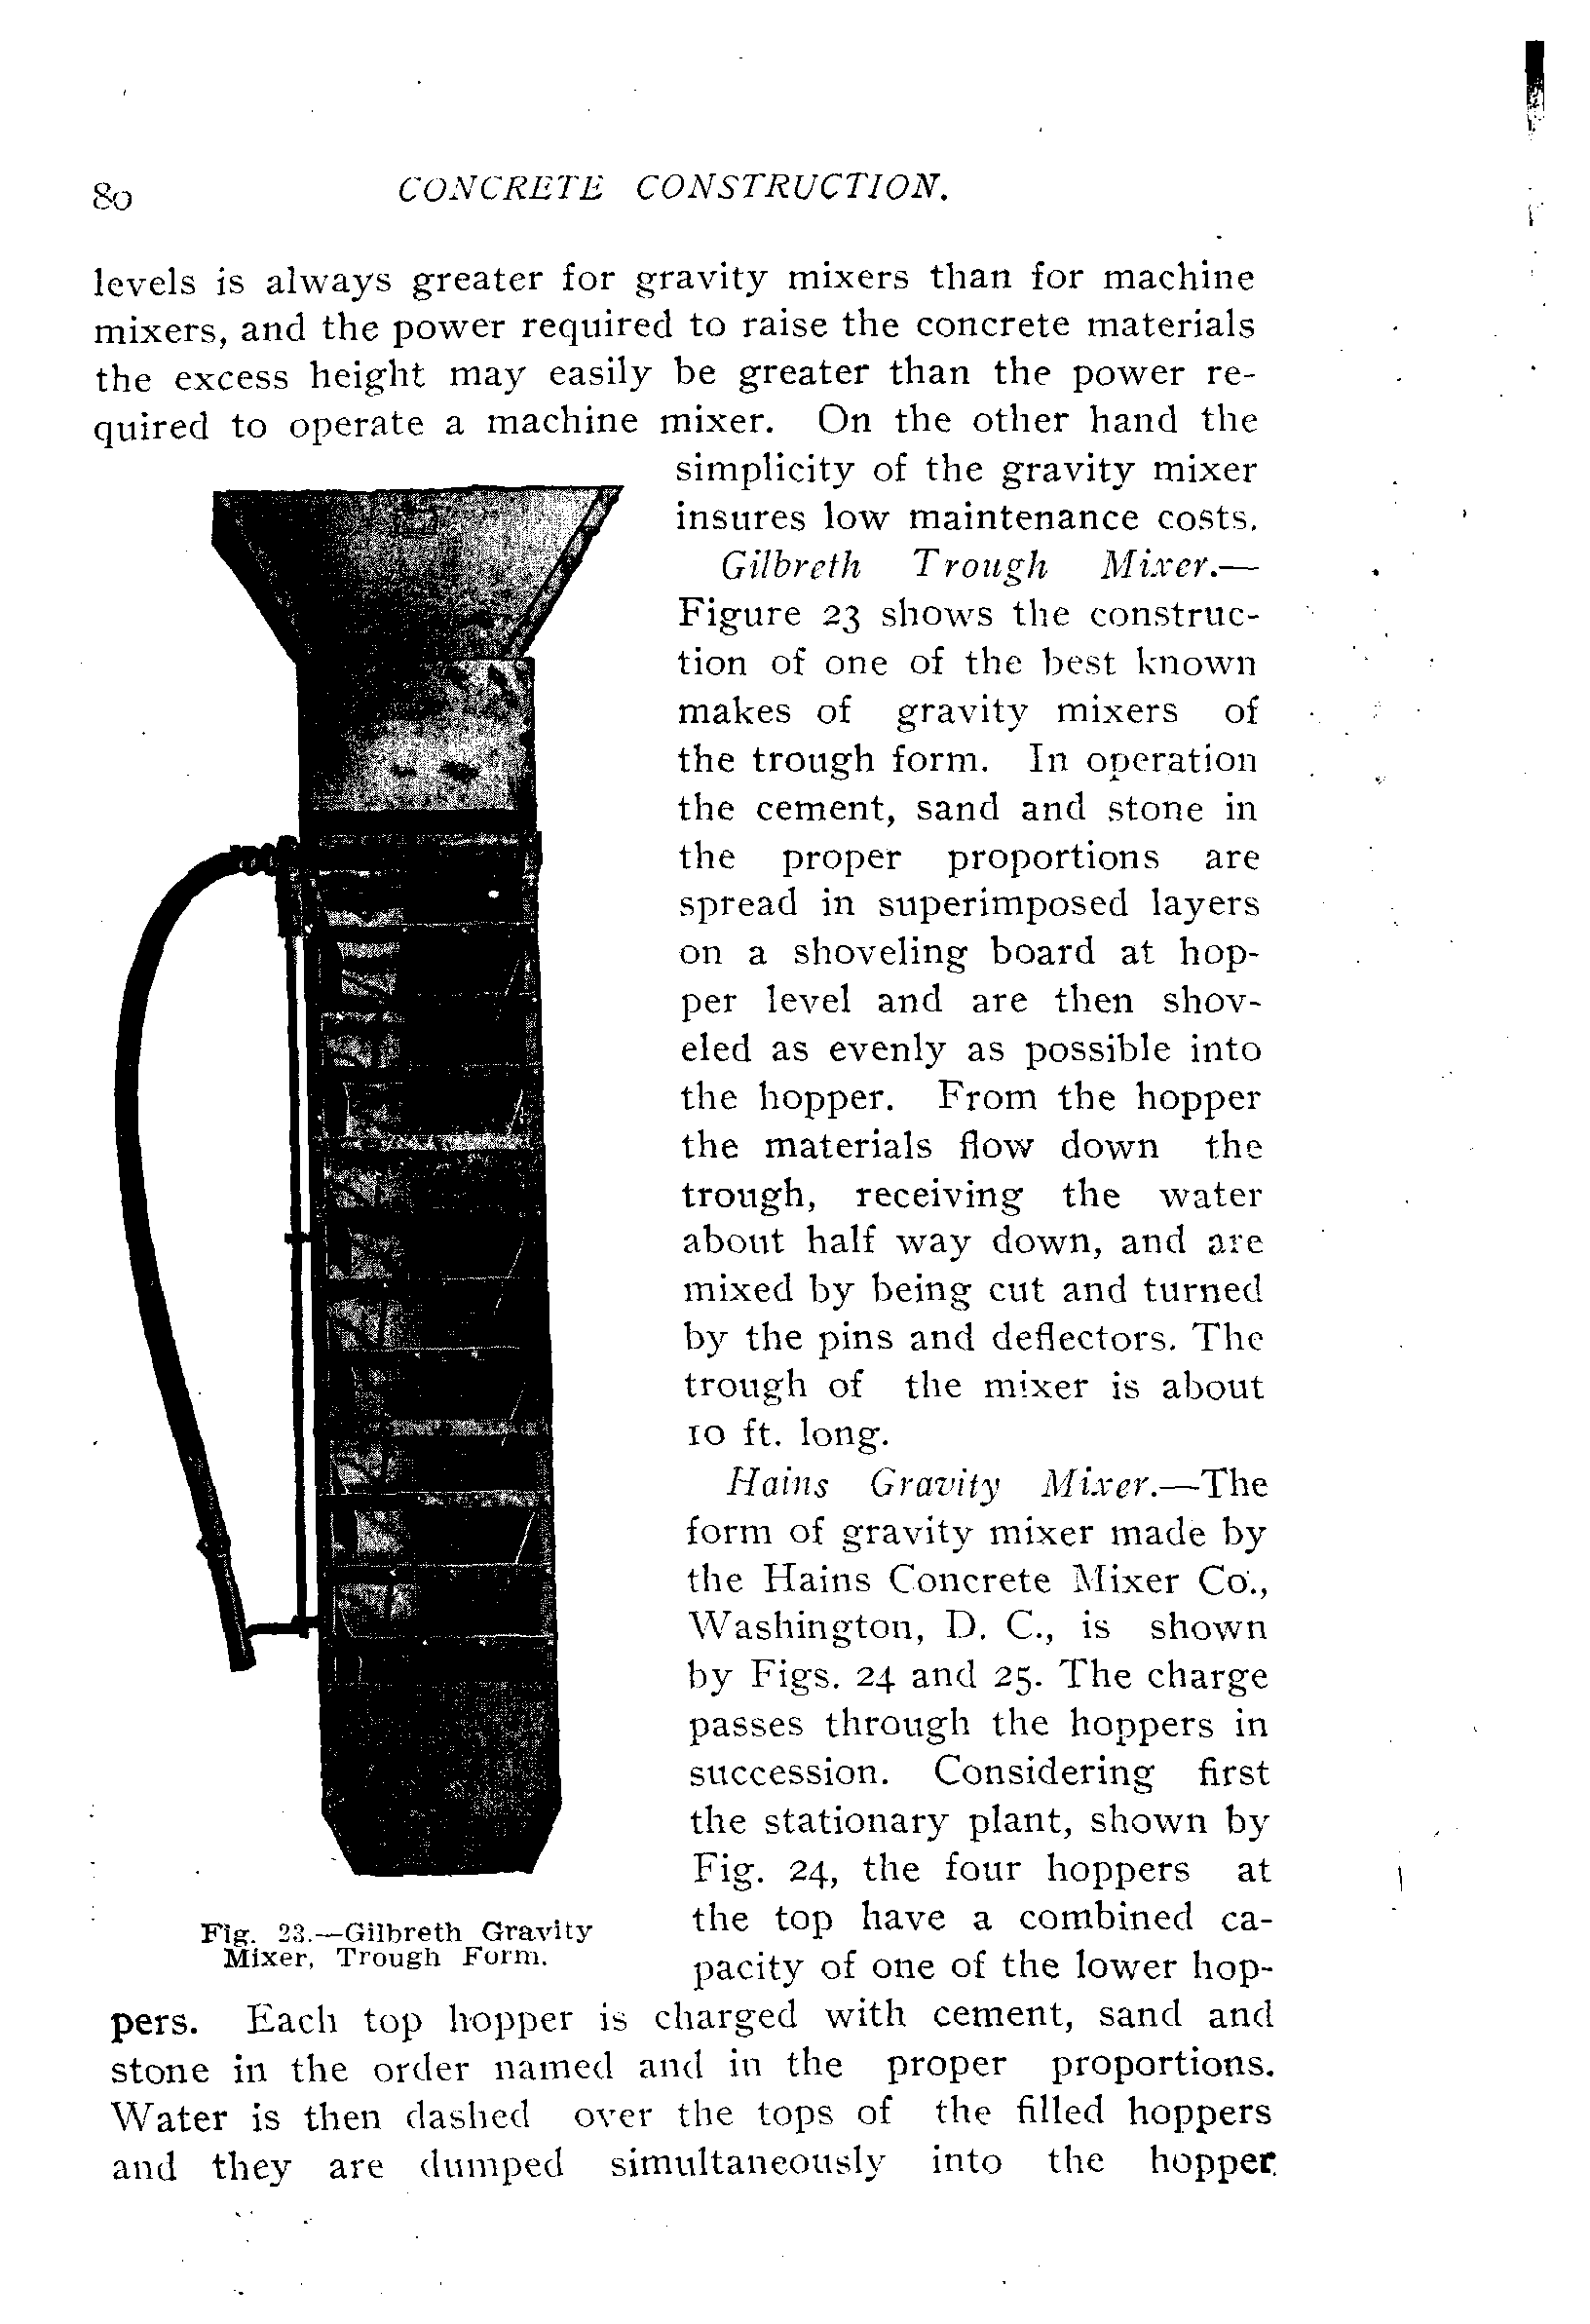 80 CONCRETE CONSTRUCTION.
levels is always greater for gravity mixers than for machine
mixers, and the power required to raise the concrete materials
the excess height may easily be greater than the power re-
quired to operate a machine mixer. On the other hand the
simplicity of the gravity mixer
insures low maintenance costs.
Gilbreth Trough Mixer.—
Figure 23 shows the construc-
tion of one of the best known
makes of gravity mixers of
the trough form. In operation
the cement, sand and stone in
the proper proportions are
spread in superimposed layers
on a shoveling board at hop-
per level and are then shov-
eled as evenly as possible into
the hopper. From the hopper
the materials flow down the
trough, receiving the water
about half way down, and are
mixed by being cut and turned
by the pins and deflectors. The
trough of the mixer is about
10 ft. long.
Hains Gravity Mixer.—The
form of gravity mixer made by
the Hains Concrete Mixer Co.,
Washington, D. C., is shown
by Figs. 24 and 25. The charge
passes through the hoppers in
succession. Considering first
the stationary plant, shown by
Fig. 24, the four hoppers at
the top have a combined ca-
pacity of one of the lower hop-
Fig. 23.—Gilbreth Gravity
Mixer, Trough Form.
pers. Each top hopper is charged with cement, sand and
stone in the order named and in the proper proportions.
Water is then dashed over the tops of the filled hoppers
and they are dumped simultaneously into the hopper